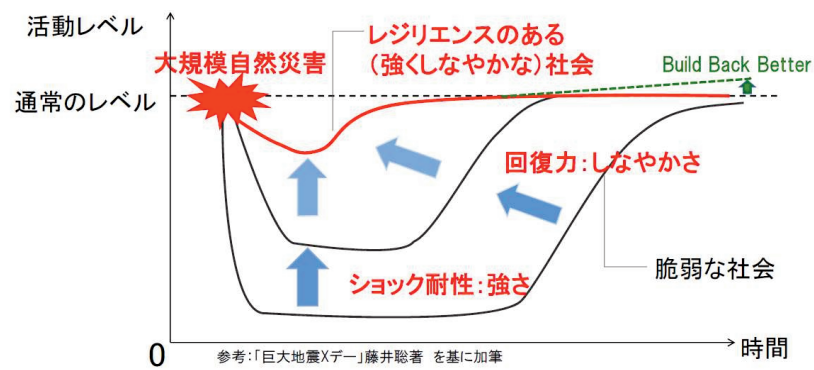 活動レベル
レジリエンスのある
(強くしなやかな)社会
大規模自然災害
Build Back Better
通常のレベル
回復力:しなやかさ
脆弱な社会
ショック耐性:強さ
時間
0
参考:「巨大地震Xデー」藤井聡著 を基に加筆